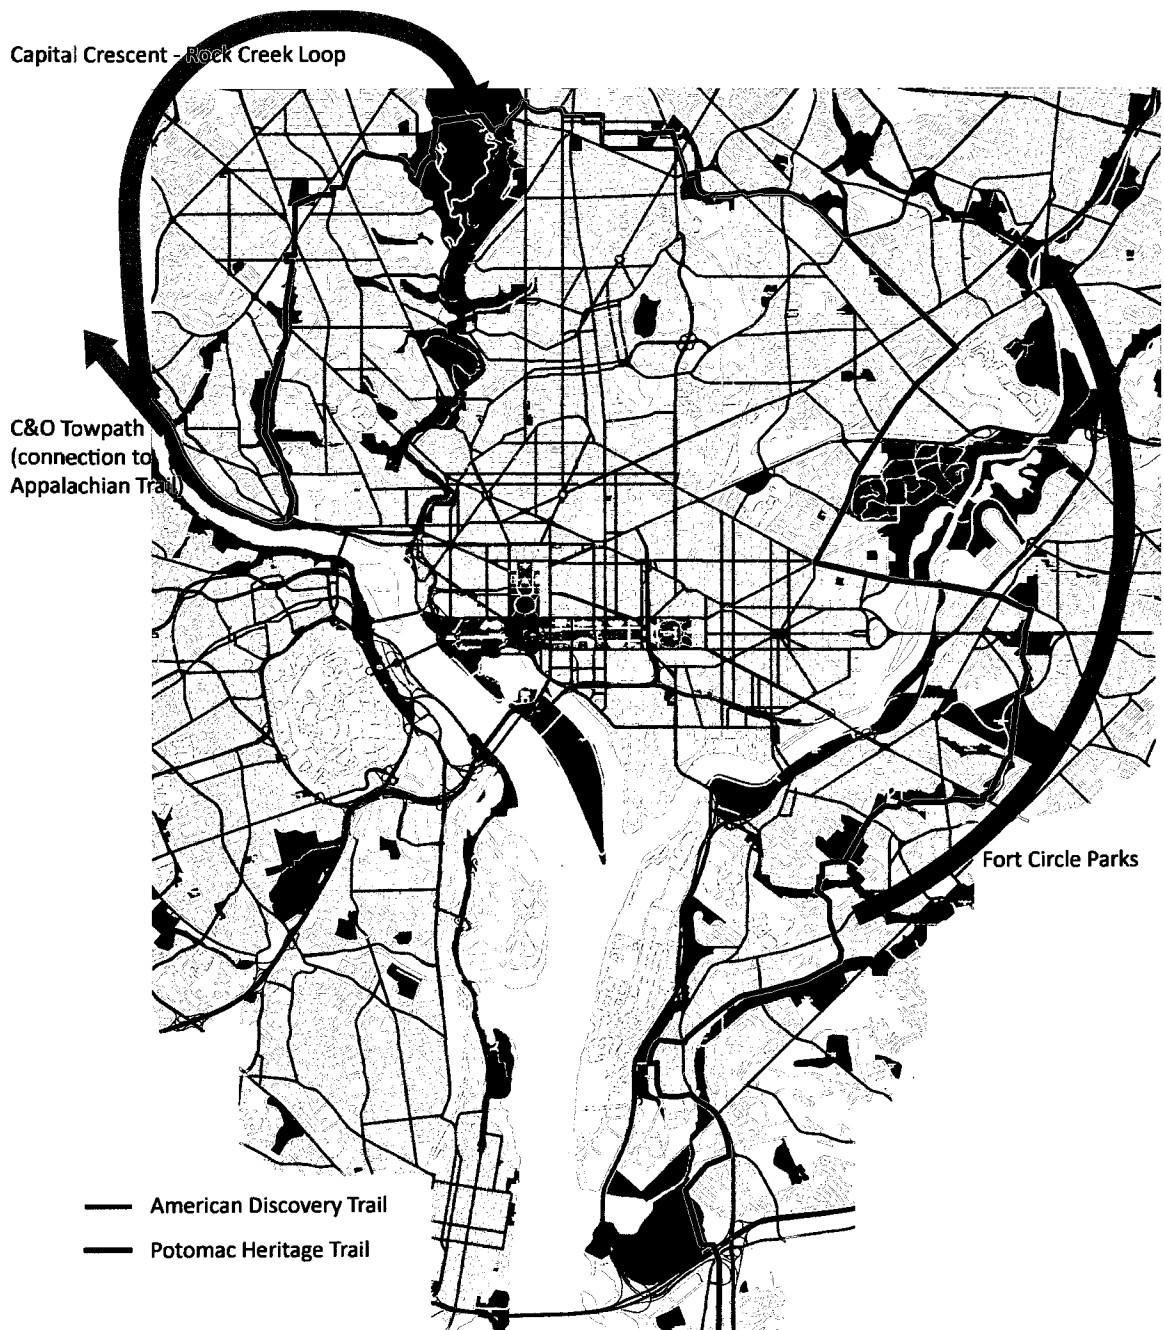 Capital Crescent - Rock Creek Loop
C&O Towpath
(connection to
Appalachian Trail)
Fort Circle Parks
American Discovery Trail
Potomac Heritage Trail